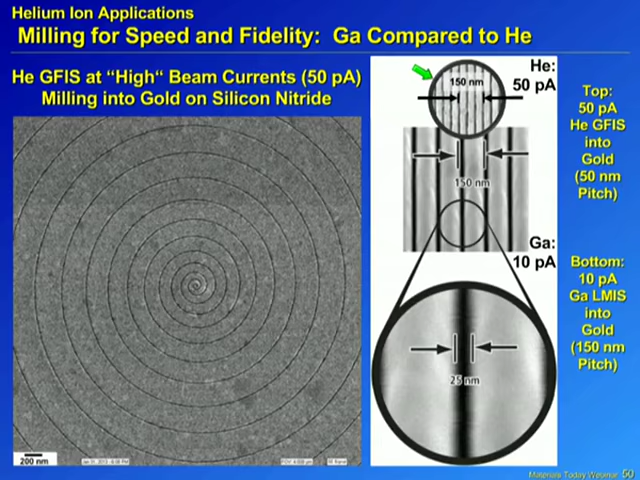 Helium Ion Applications
Milling for Speed and Fidelity: Ga Compared to He
He GFIS at "High" Beam Currents (50 pA)
Milling into Gold on Silicon Nitride
200 nm
He:
50 pA
150 nm
150 nm
Ga:
10 pA
25 nm
Top:
50 pA
He GFIS
into
Gold
(50 nm
Pitch)
Bottom:
10 pA
Ga LMIS
into
Gold
(150 nm
Pitch)
Materials Today Webinar 50